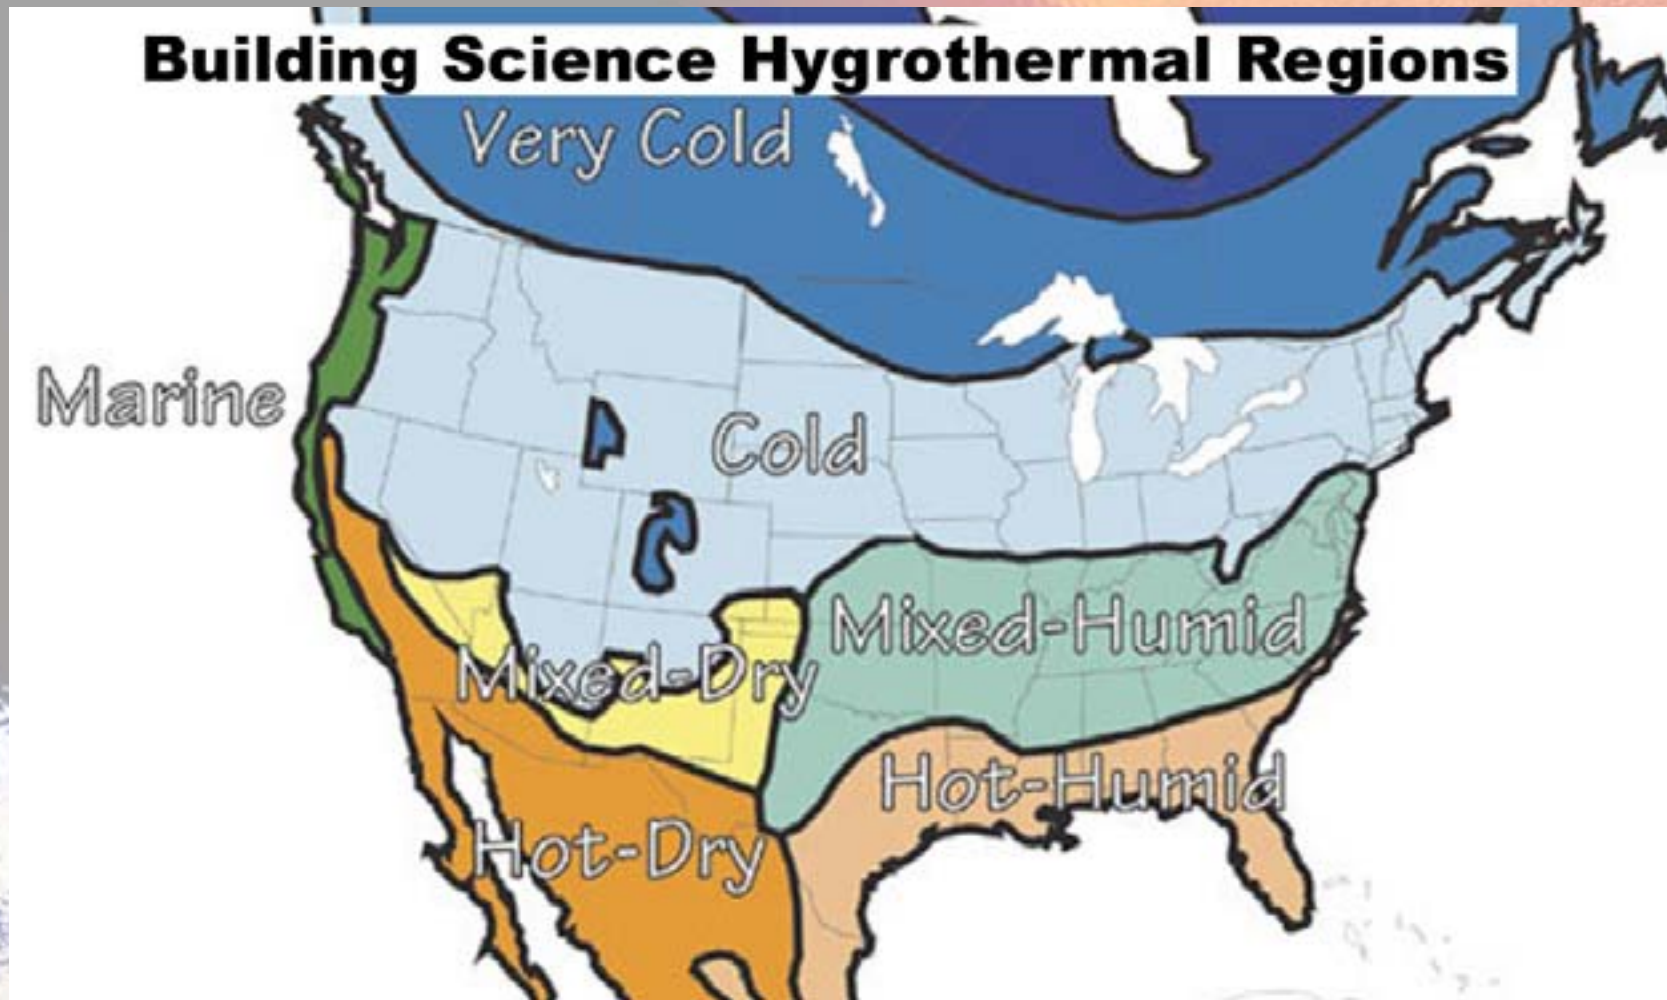 Building Science Hygrothermal Regions
Very Cold
Marine
Cold
Mixed-Humid
Mixed-Dry
Hot-Humid
Hot-Dry